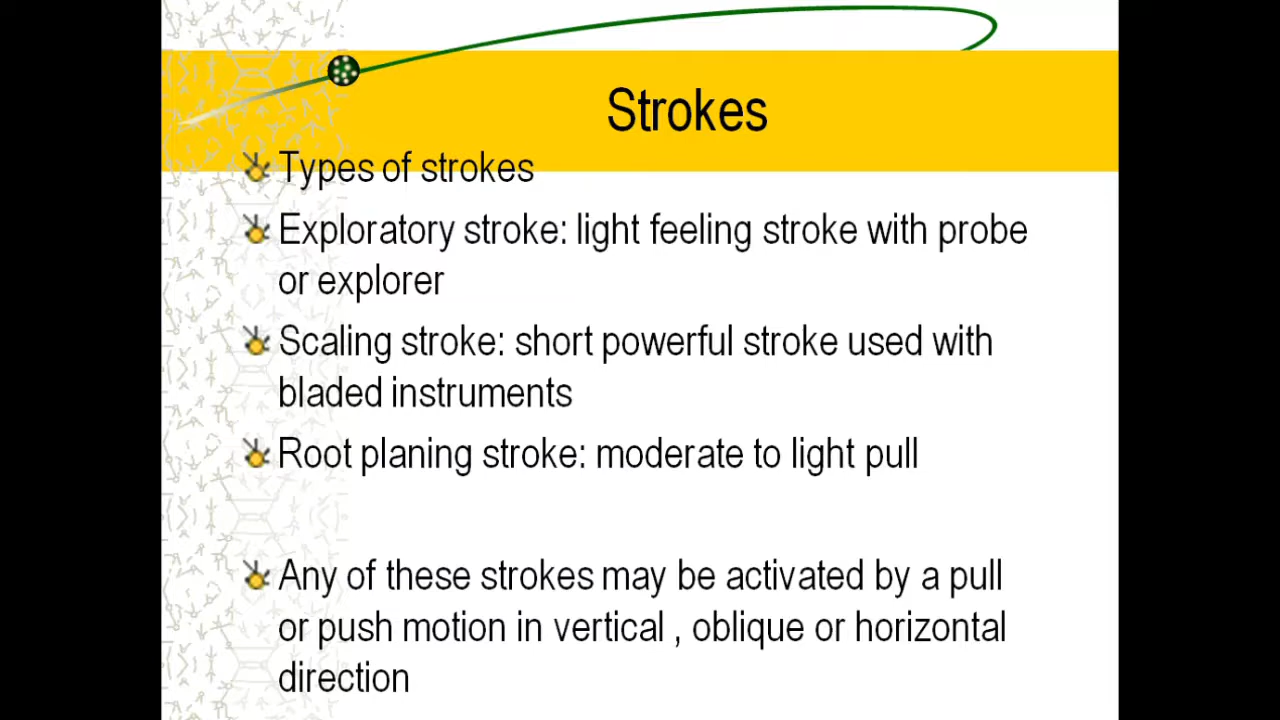 Strokes
Types of strokes
Exploratory stroke: light feeling stroke with probe
or explorer
Scaling stroke: short powerful stroke used with
bladed instruments
Root planing stroke: moderate to light pull
Any of these strokes may be activated by a pull
or push motion in vertical , oblique or horizontal
direction